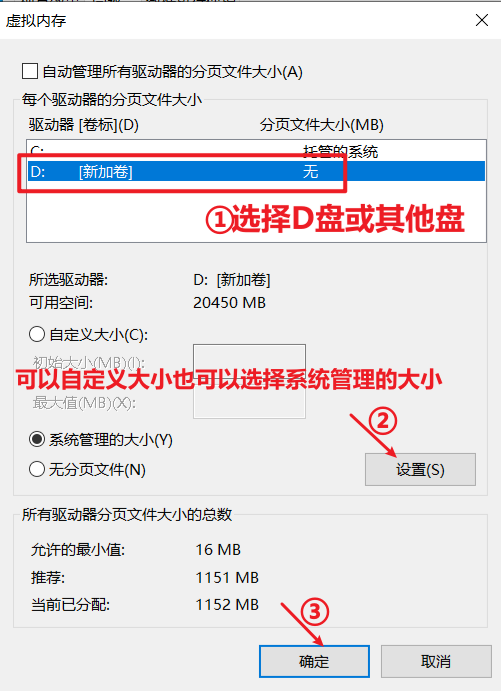 虚拟内存
自动管理所有驱动器的分页文件大小(A)
每个驱动器的分页文件大小
驱动器 [卷标](D) 分页文件大小(MB)
C: 托管的系统
D: [新加卷] 无
①选择D盘或其他盘
所选驱动器: D: [新加卷]
可用空间: 20450 MB
自定义大小(C):
初始大小(MB)(I):
可以自定义大小也可以选择系统管理的大小
最大值(MB)(X):
②
系统管理的大小(Y)
无分页文件(N) 设置(S)
所有驱动器分页文件大小的总数
允许的最小值: 16 MB
推荐: 1151 MB
当前已分配: 1152 MB
③
确定 取消